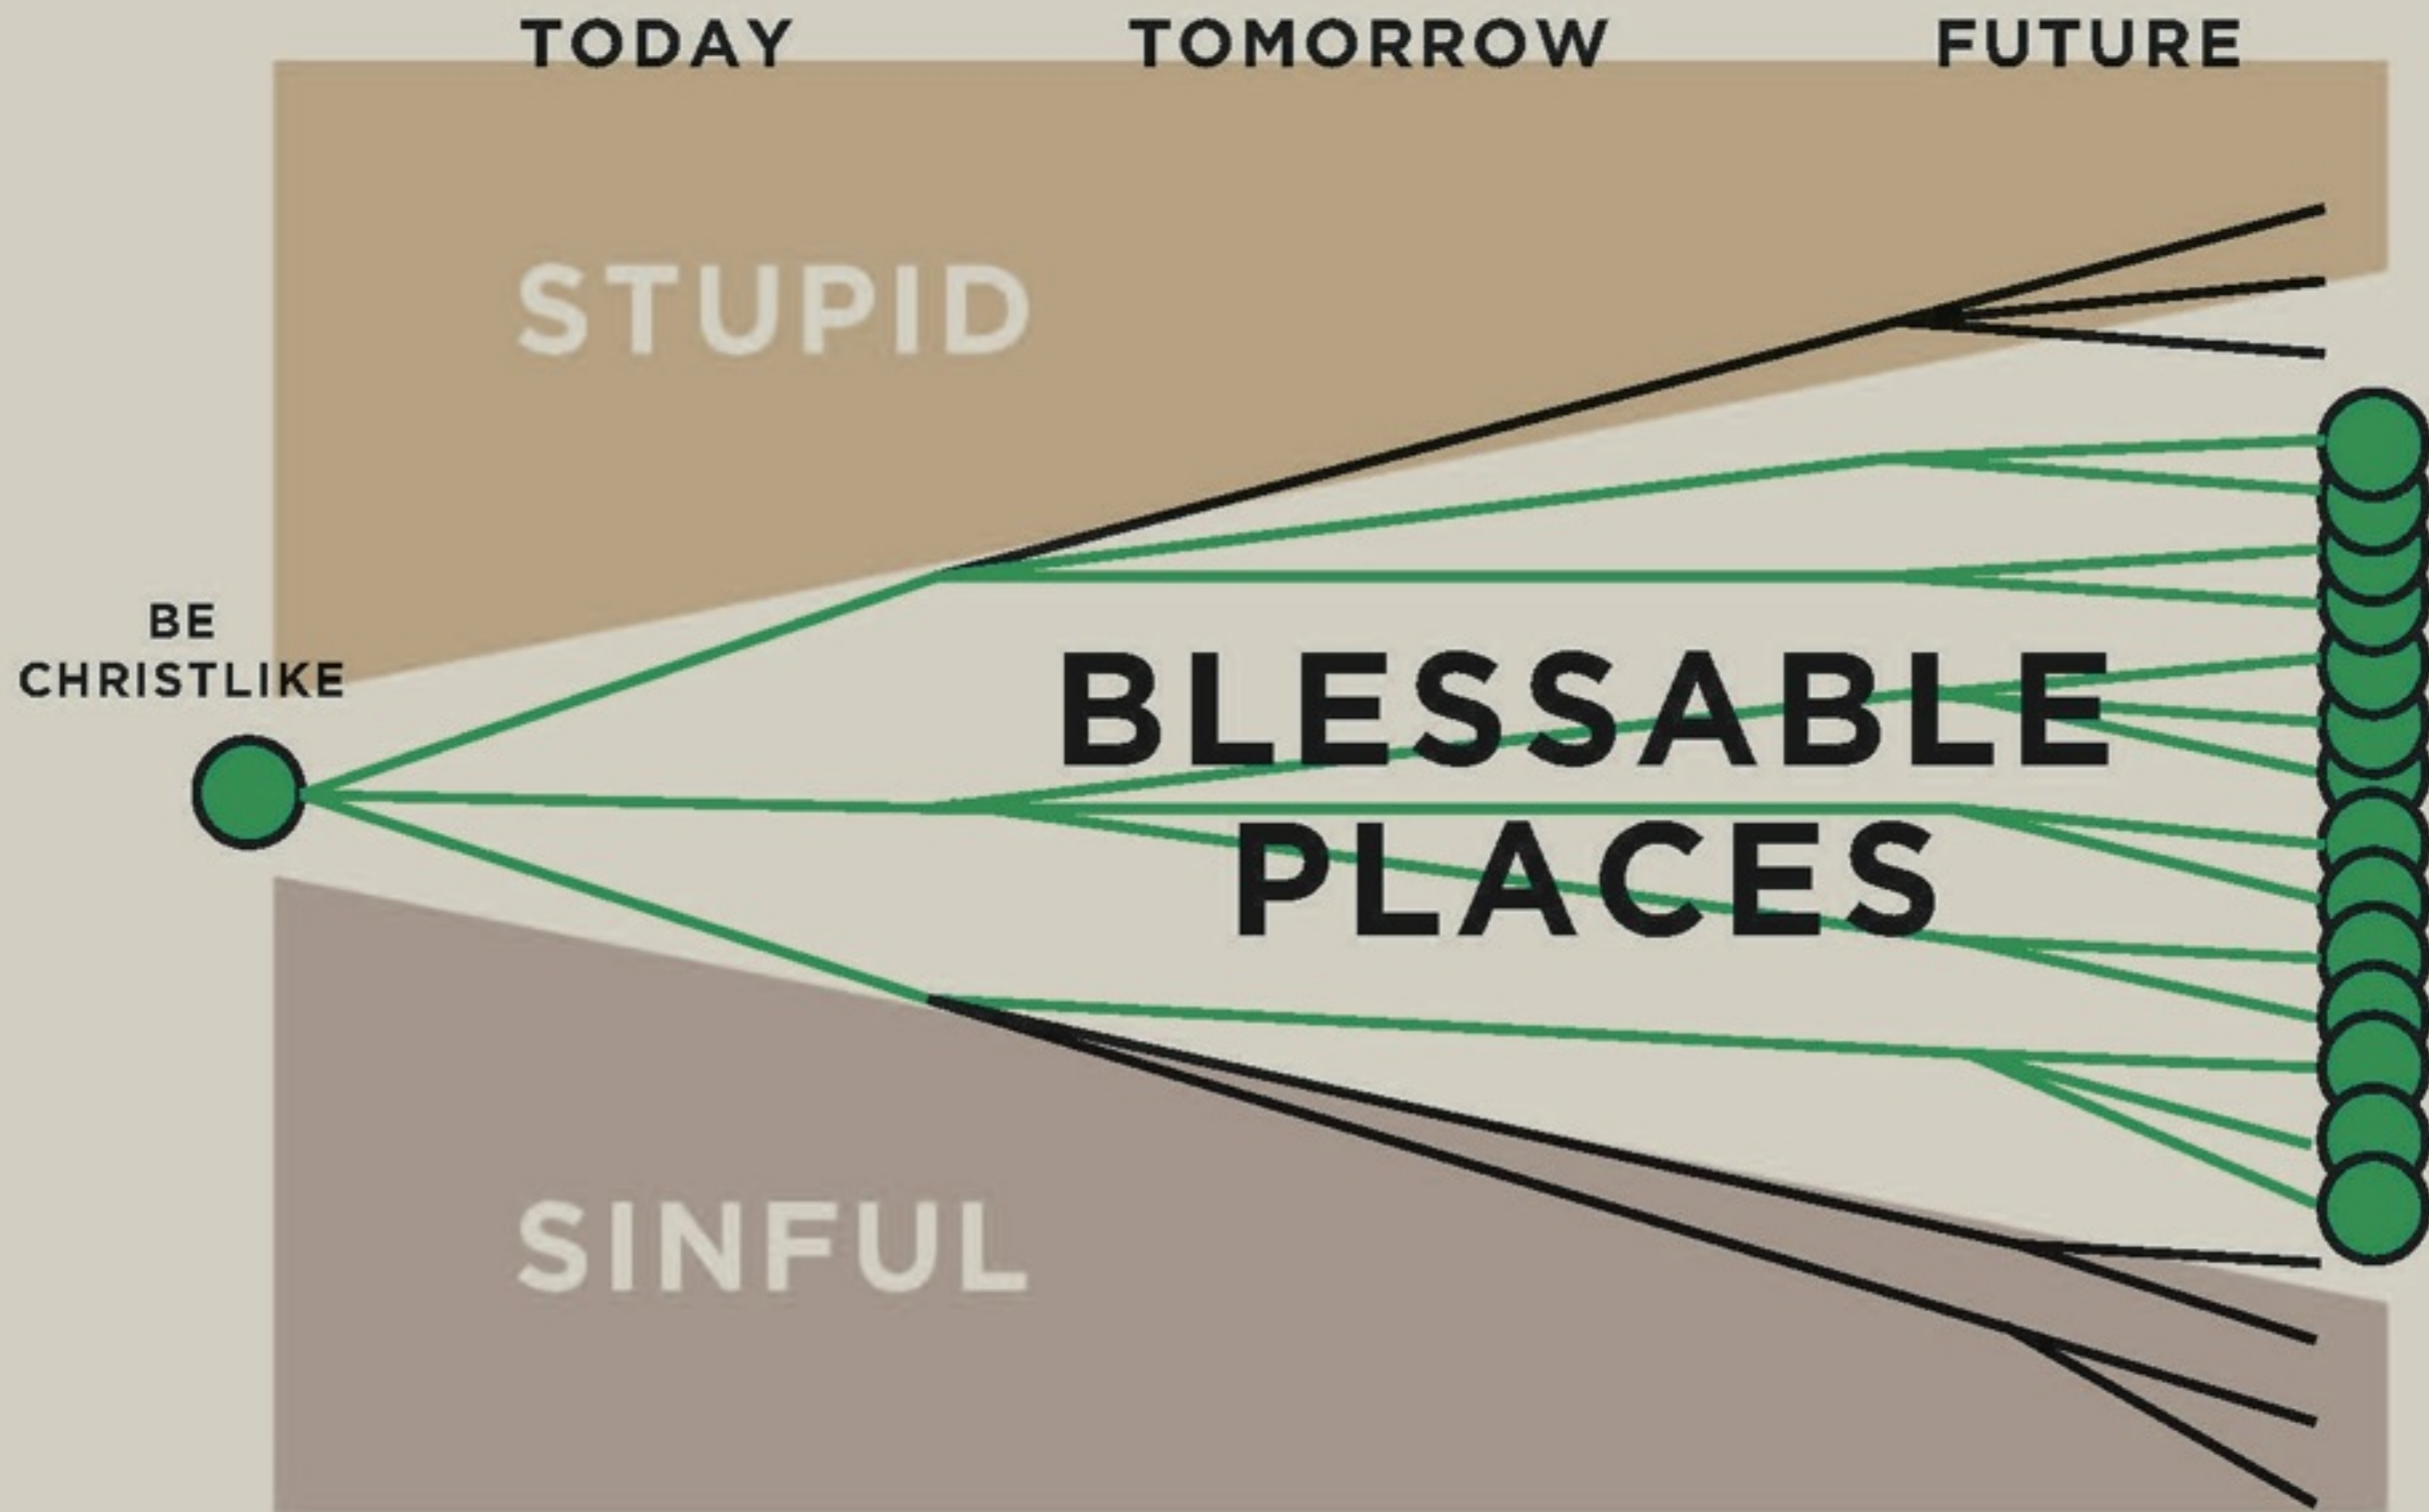 TODAY
TOMORROW
FUTURE
STUPID
BE
CHRISTLIKE
BLESSABLE
PLACES
SINFUL